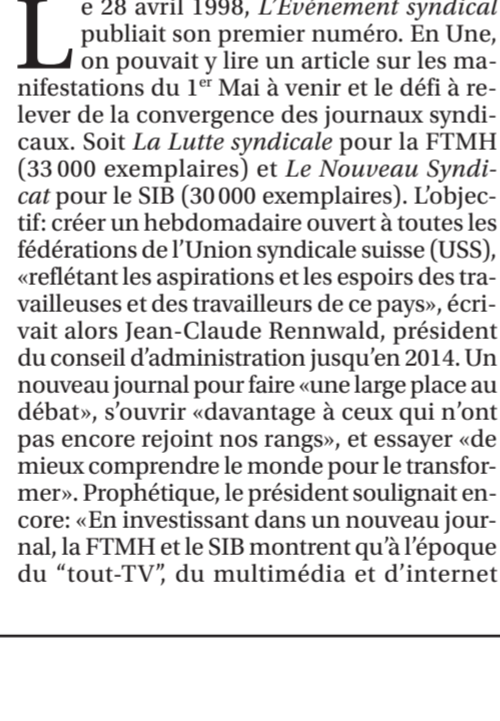 Le 28 avril 1998, L'Evénement syndical
publiait son premier numéro. En Une,
on pouvait y lire un article sur les ma-
nifestations du 1er Mai à venir et le défi à re-
lever de la convergence des journaux syndi-
caux. Soit La Lutte syndicale pour la FTMH
(33 000 exemplaires) et Le Nouveau Syndi-
cat pour le SIB (30 000 exemplaires). L'objec-
tif: créer un hebdomadaire ouvert à toutes les
fédérations de l'Union syndicale suisse (USS),
«reflétant les aspirations et les espoirs des tra-
vailleuses et des travailleurs de ce pays», écri-
vait alors Jean-Claude Rennwald, président
du conseil d'administration jusqu'en 2014. Un
nouveau journal pour faire «une large place au
débat», s'ouvrir «davantage à ceux qui n'ont
pas encore rejoint nos rangs», et essayer «de
mieux comprendre le monde pour le transfor-
mer». Prophétique, le président soulignait en-
core: «En investissant dans un nouveau jour-
nal, la FTMH et le SIB montrent qu'à l'époque
du “tout-TV”, du multimédia et d'internet